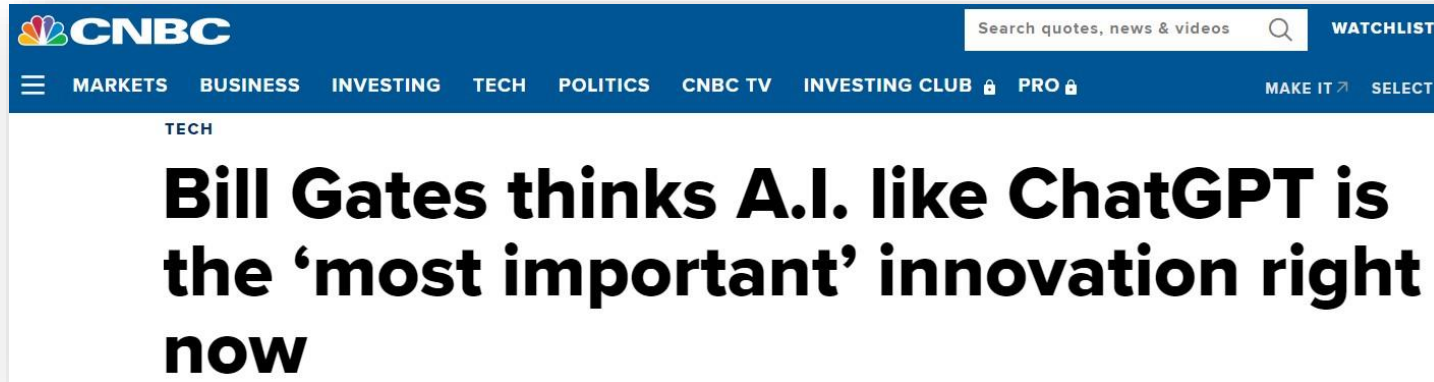 CNBC
Search quotes, news & videos
WATCHLIST
MARKETS BUSINESS INVESTING TECH POLITICS CNBC TV INVESTING CLUB PRO MAKE IT SELECT
TECH
Bill Gates thinks A.I. like ChatGPT is
the ‘most important’ innovation right
now